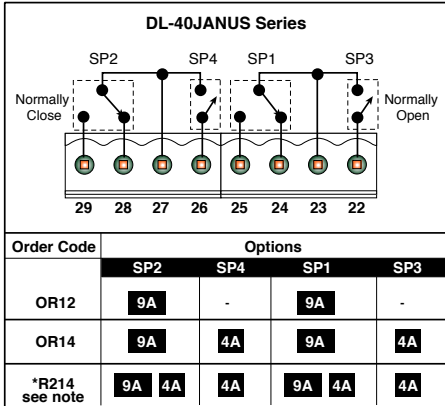 DL-40JANUS Series
SP2 SP4 SP1 SP3
Normally Close
Normally Open
29 28 27 26 25 24 23 22
Order Code Options
SP2 SP4 SP1 SP3
OR12 9A - 9A -
OR14 9A 4A 9A 4A
*R214 see note 9A 4A 4A 9A 4A 4A